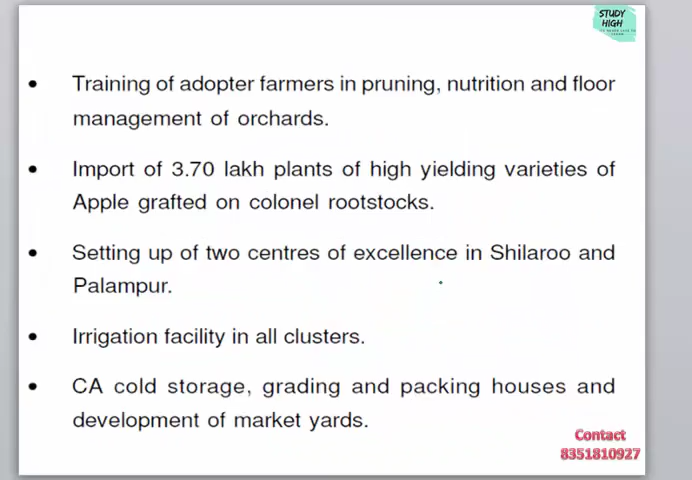 STUDY
HIGH
• Training of adopter farmers in pruning, nutrition and floor
management of orchards.
• Import of 3.70 lakh plants of high yielding varieties of
Apple grafted on colonel rootstocks.
• Setting up of two centres of excellence in Shilaroo and
Palampur.
• Irrigation facility in all clusters.
• CA cold storage, grading and packing houses and
development of market yards.
Contact
8351810927